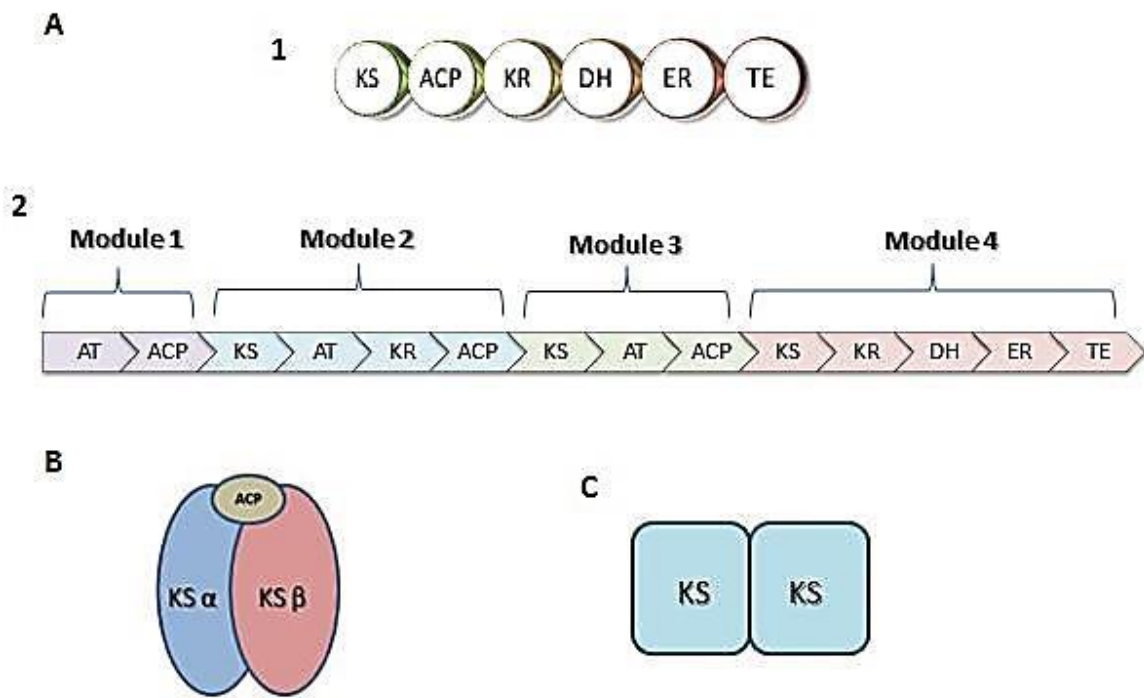 A
1
KS ACP KR DH ER TE
2
Module 1 Module 2 Module 3 Module 4
AT ACP KS AT KR ACP KS AT ACP KS KR DH ER TE
B
ACP
KS α KS β
C
KS KS